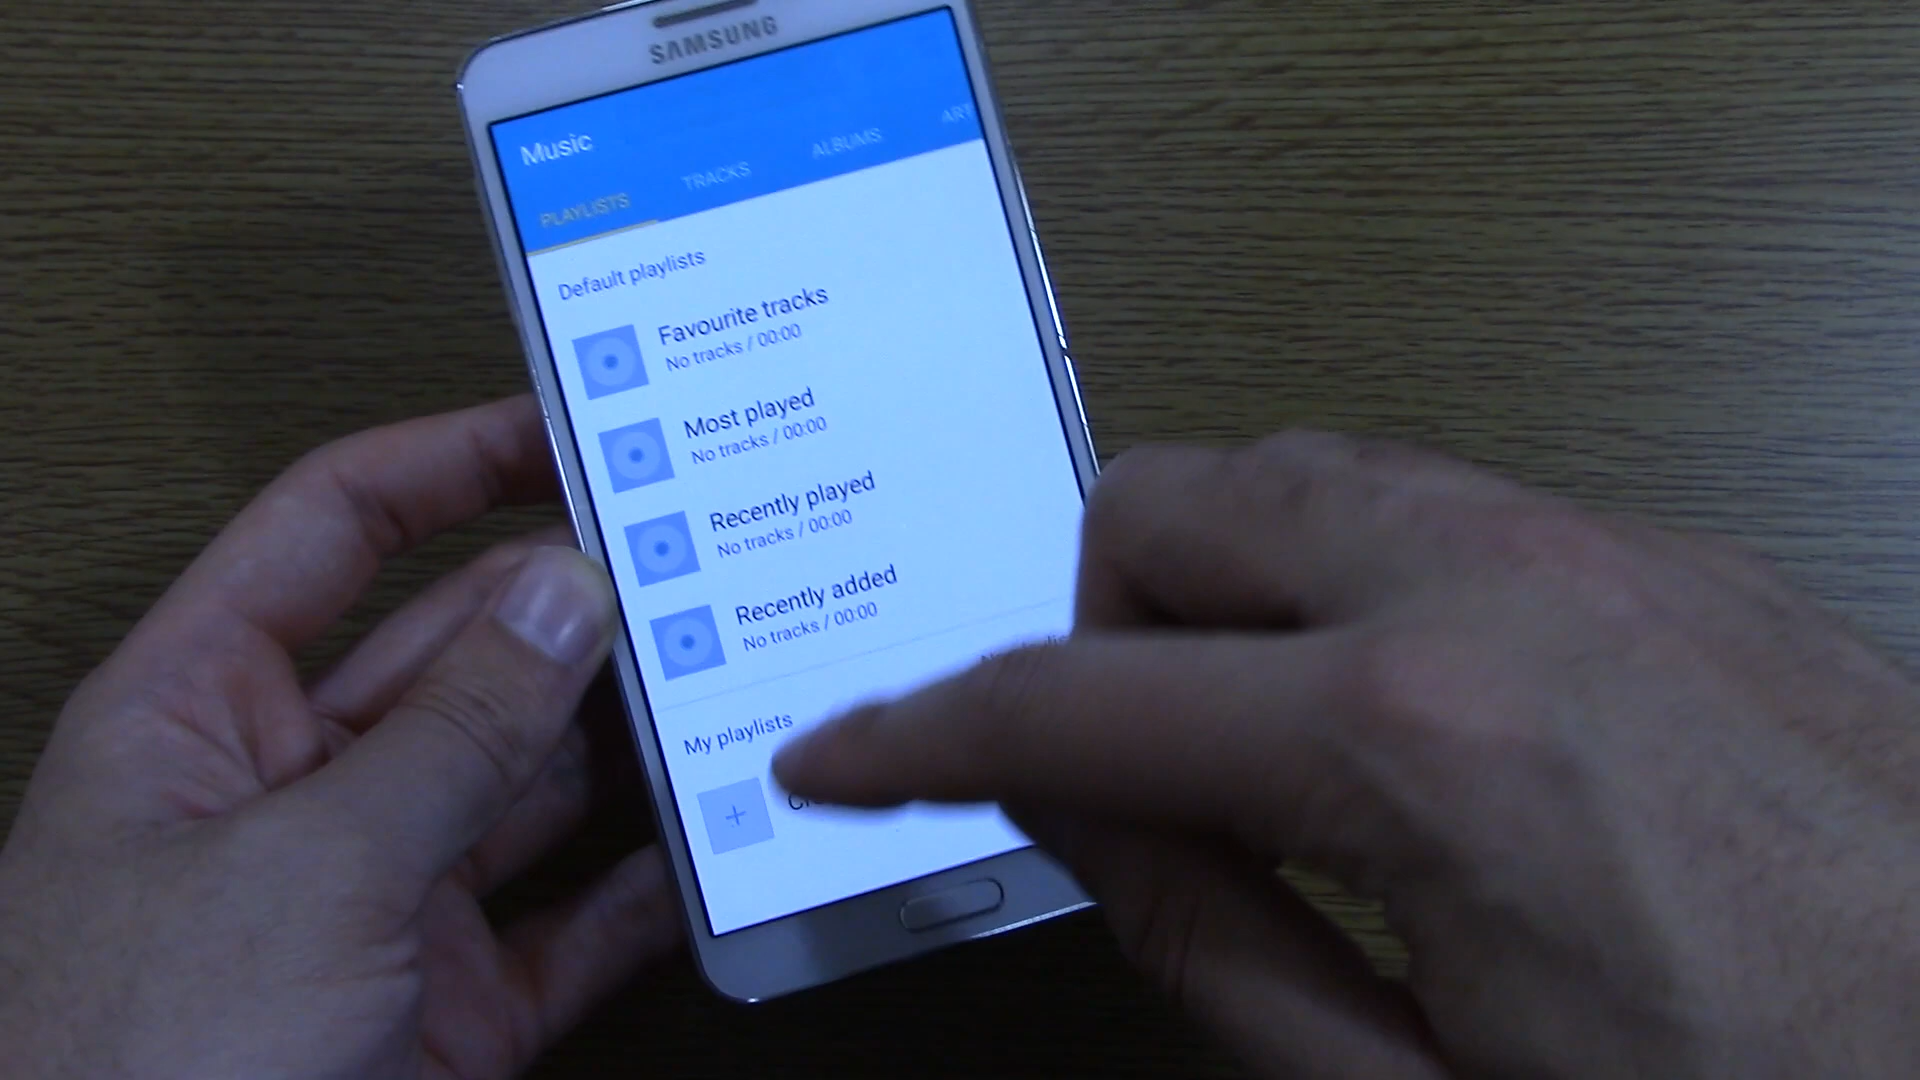 SAMSUNG
Music
PLAYLISTS
TRACKS
ALBUMS
ART
Default playlists
Favourite tracks
No tracks / 00:00
Most played
No tracks / 00:00
Recently played
No tracks / 00:00
Recently added
No tracks / 00:00
My playlists